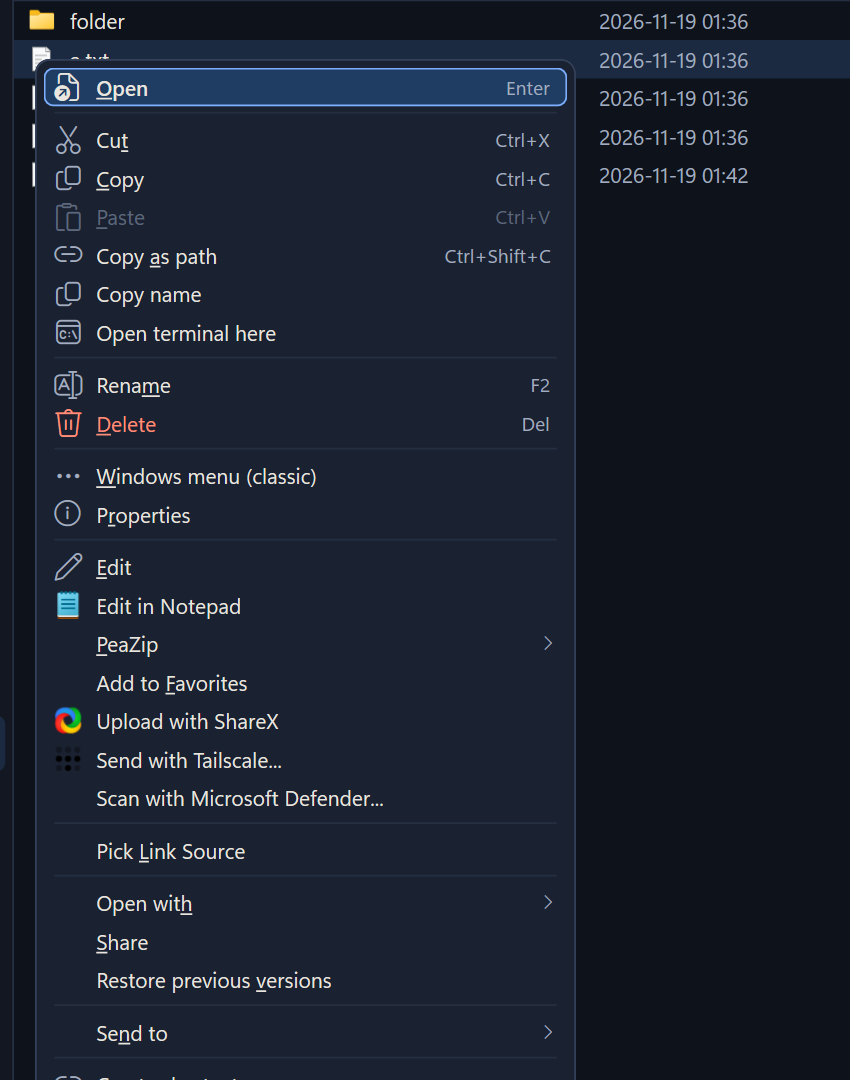 folder 2026-11-19 01:36
2026-11-19 01:36
Open Enter
2026-11-19 01:36
Cut Ctrl+X
2026-11-19 01:36
Copy Ctrl+C
2026-11-19 01:42
Paste Ctrl+V
Copy as path Ctrl+Shift+C
Copy name
Open terminal here
Rename F2
Delete Del
Windows menu (classic)
Properties
Edit
Edit in Notepad
PeaZip
Add to Favorites
Upload with ShareX
Send with Tailscale...
Scan with Microsoft Defender...
Pick Link Source
Open with
Share
Restore previous versions
Send to